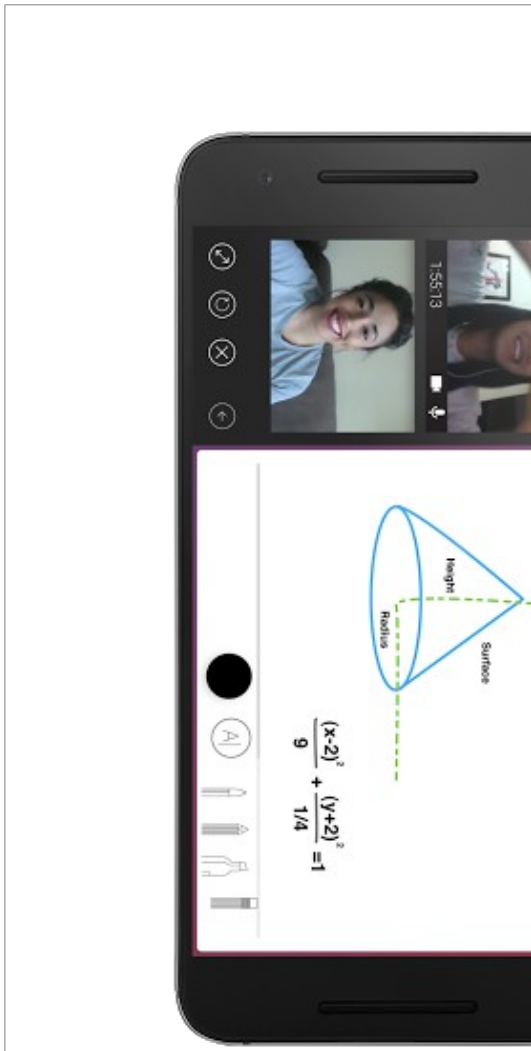 1:55:13
Height
Surface
Radius
(x-2)² + (y+2)² =1
9 1/4
A